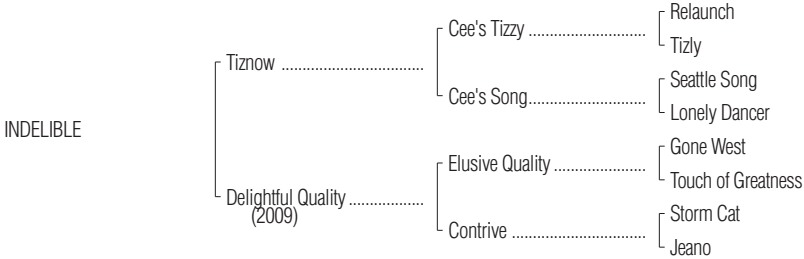 Relaunch
Cee's Tizzy ..............................
Tizly
Tiznow ....................................
Seattle Song
Cee's Song..............................
Lonely Dancer
INDELIBLE
Gone West
Elusive Quality ........................
Touch of Greatness
Delightful Quality ...................
(2009)
Storm Cat
Contrive ..................................
Jeano